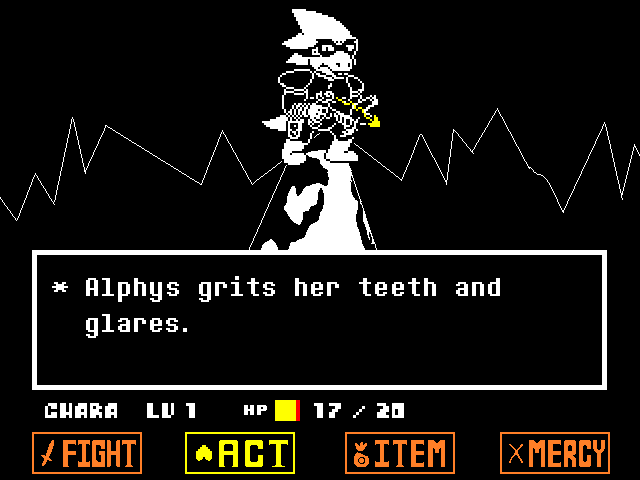 * Alphys grits her teeth and
glares.
CHARA LV 1 HP 17 / 20
FIGHT ACT ITEM MERCY